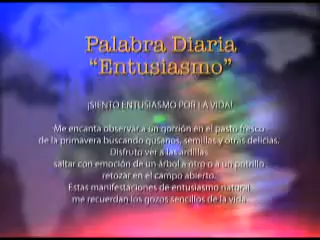 Palabra Diaria
“Entusiasmo”
¡SIENTO ENTUSIASMO POR LA VIDA!
Me encanta observar a un gorrión en el pasto fresco
de la primavera buscando gusanos, semillas y otras delicias.
Disfruto ver a las ardillas
saltar con emoción de un árbol a otro o a un potrillo
retozar en el campo abierto.
Estas manifestaciones de entusiasmo natural
me recuerdan los gozos sencillos de la vida.